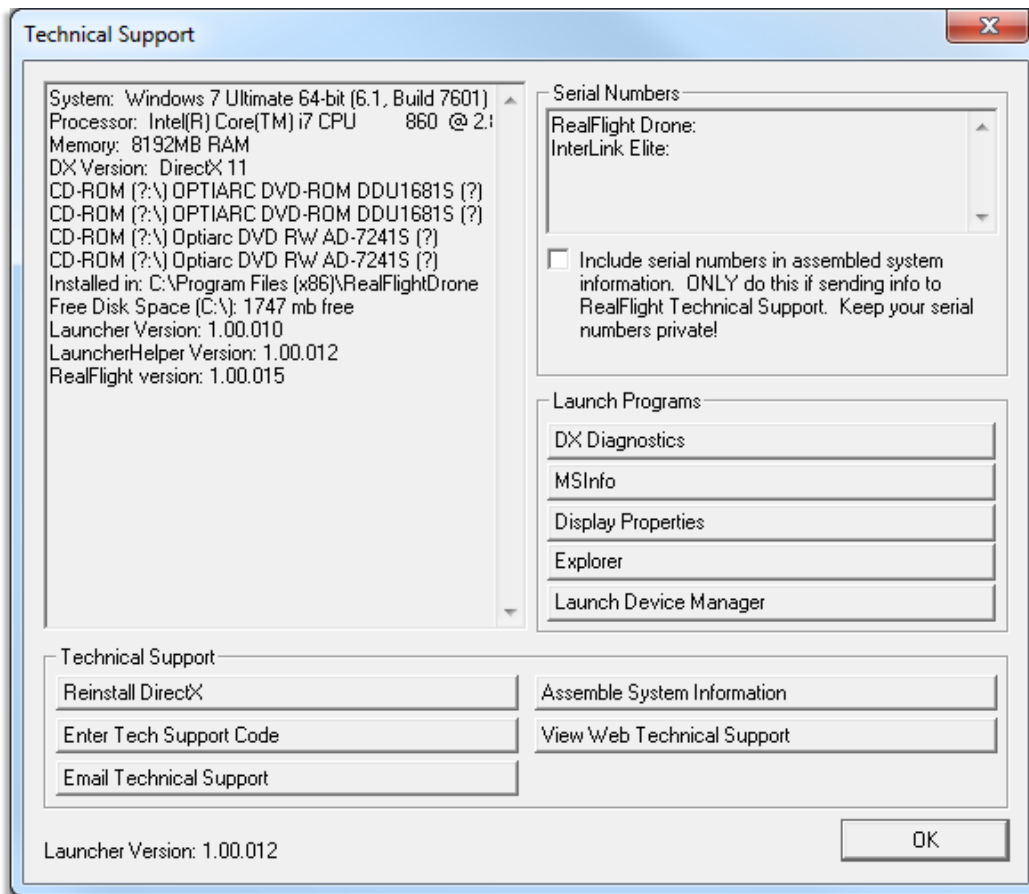 Technical Support
System:  Windows 7 Ultimate 64-bit (6.1, Build 7601)
Processor:  Intel(R) Core(TM) i7 CPU         860  @ 2.
Memory:  8192MB RAM
DX Version:  DirectX 11
CD-ROM (?:\) OPTIARC DVD-ROM DDU1681S (?)
CD-ROM (?:\) OPTIARC DVD-ROM DDU1681S (?)
CD-ROM (?:\) Optiarc DVD RW AD-7241S (?)
CD-ROM (?:\) Optiarc DVD RW AD-7241S (?)
Installed in: C:\Program Files (x86)\RealFlightDrone
Free Disk Space (C:\): 1747 mb free
Launcher Version: 1.00.010
LauncherHelper Version: 1.00.012
RealFlight version: 1.00.015
Serial Numbers
RealFlight Drone:
InterLink Elite:
Include serial numbers in assembled system
information.  ONLY do this if sending info to
RealFlight Technical Support.  Keep your serial
numbers private!
Launch Programs
DX Diagnostics
MSInfo
Display Properties
Explorer
Launch Device Manager
Technical Support
Reinstall DirectX
Assemble System Information
Enter Tech Support Code
View Web Technical Support
Email Technical Support
Launcher Version: 1.00.012
OK